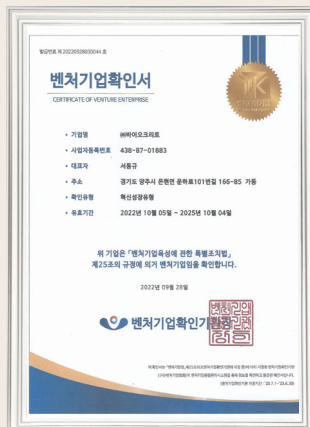 발급번호 제 20220928030044 호
벤처기업확인서
CERTIFICATE OF VENTURE ENTERPRISE
• 기업명 ㈜바이오크리트
• 사업자등록번호 438-87-01883
• 대표자 서동규
• 주소 경기도 양주시 은현면 운하로101번길 166-85 가동
• 확인유형 혁신성장유형
• 유효기간 2022년 10월 05일 ~ 2025년 10월 04일
위 기업은 「벤처기업육성에 관한 특별조치법」
제25조의 규정에 의거 벤처기업임을 확인합니다.
2022년 09월 28일
벤처기업확인기관장